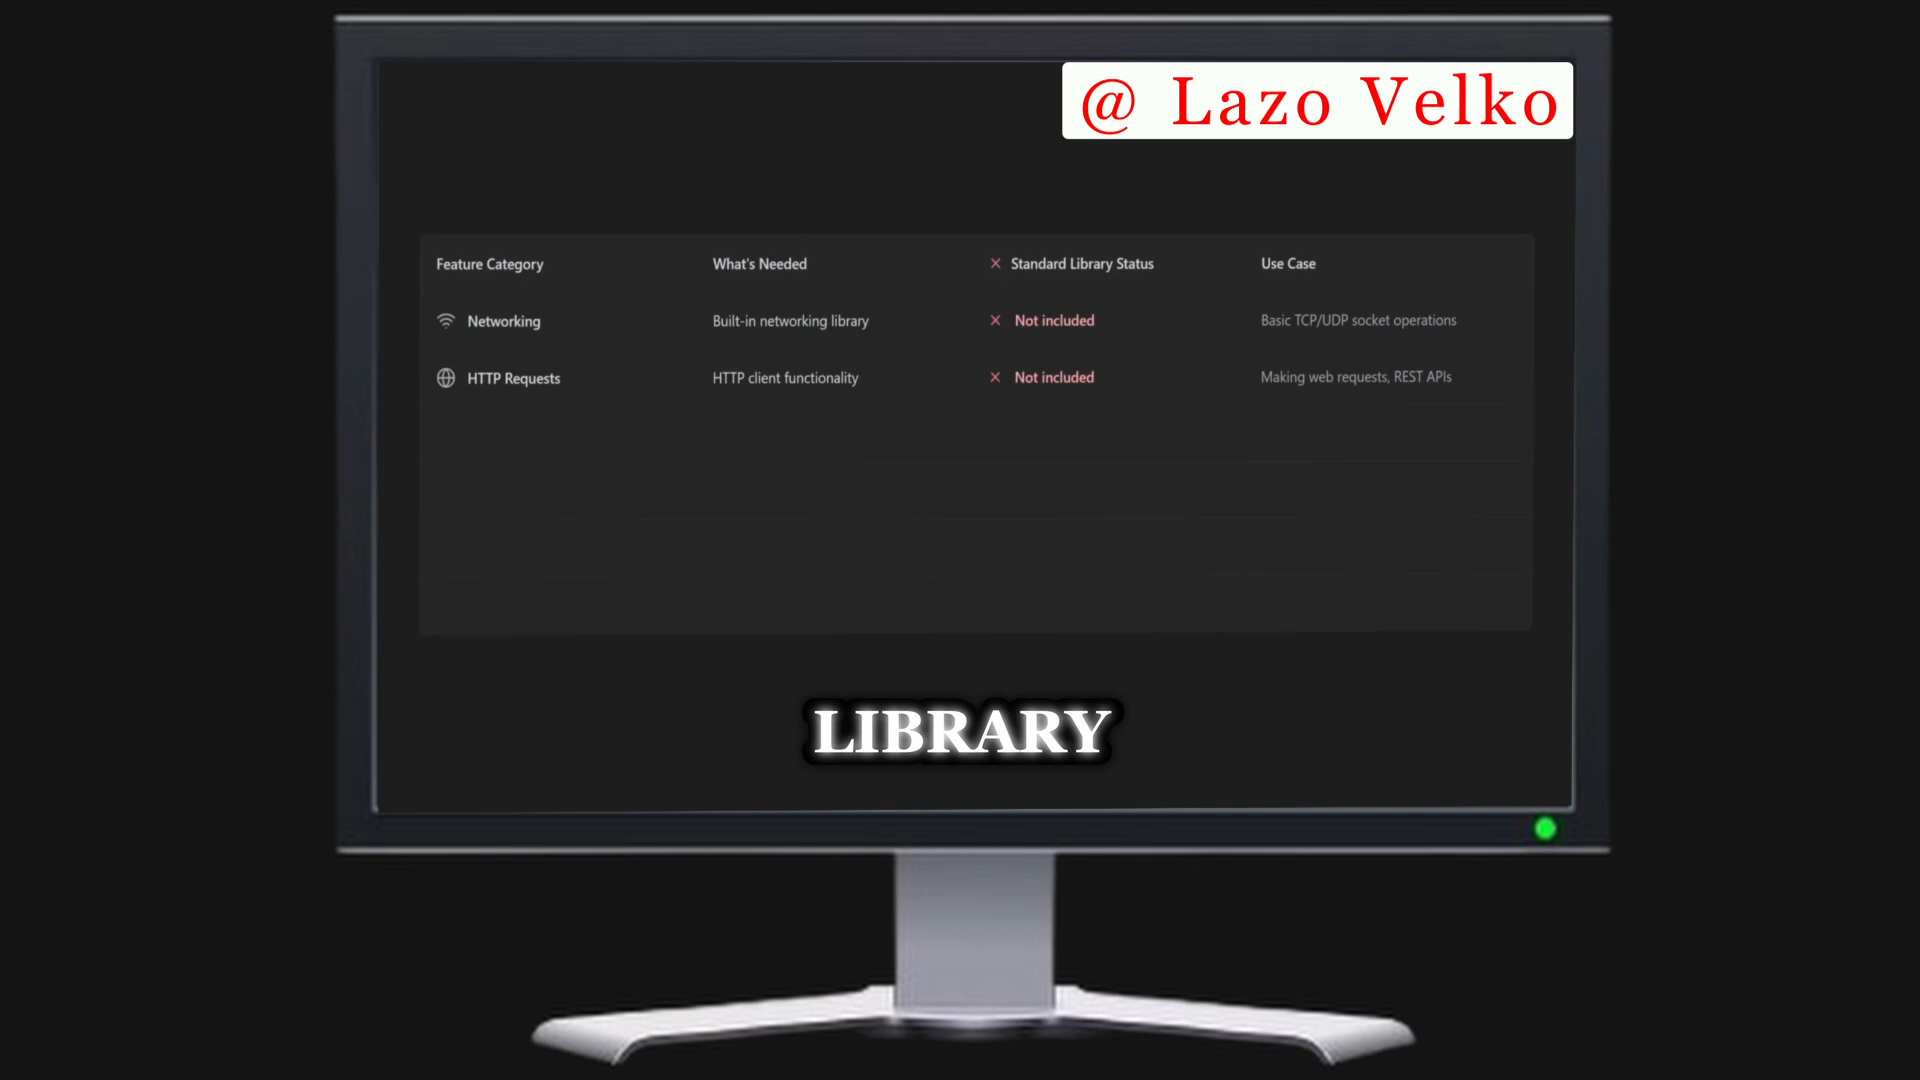 @ Lazo Velko
Feature Category What's Needed Standard Library Status Use Case
Networking Built-in networking library Not included Basic TCP/UDP socket operations
HTTP Requests HTTP client functionality Not included Making web requests, REST APIs
LIBRARY